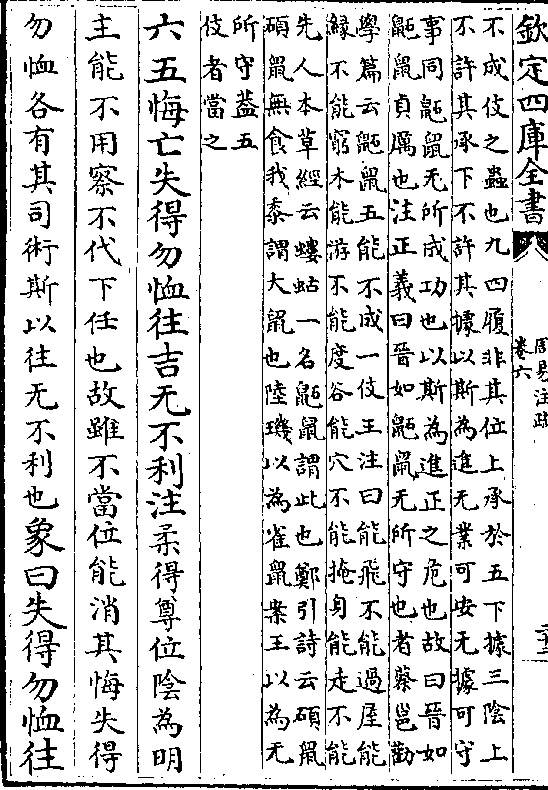 欽定四庫全書
周易注疏
卷六
二十三
不成伎之蟲也九四履非其位上承於五下據三陰上
不許其承下不許其據以斯為進无業可安无據可守
事同鼫鼠无所成功也以斯為進正之危也故曰晉如
鼫鼠貞厲也注正義曰晉如鼫鼠无所守也者蔡邕勸
學篇云鼫鼠五能不成一伎王注曰能飛不能過屋能
緣不能窮木能游不能度谷能穴不能掩身能走不能
先人本草經云螻蛄一名鼫鼠謂此也鄭引詩云碩鼠
碩鼠無食我黍謂大鼠也陸璣以為雀鼠案王以為无
所守蓋五
伎者當之
六五悔亡失得勿恤往吉无不利注柔得尊位陰為明
主能不用察不代下任也故雖不當位能消其悔失得
勿恤各有其司術斯以往无不利也象曰失得勿恤往